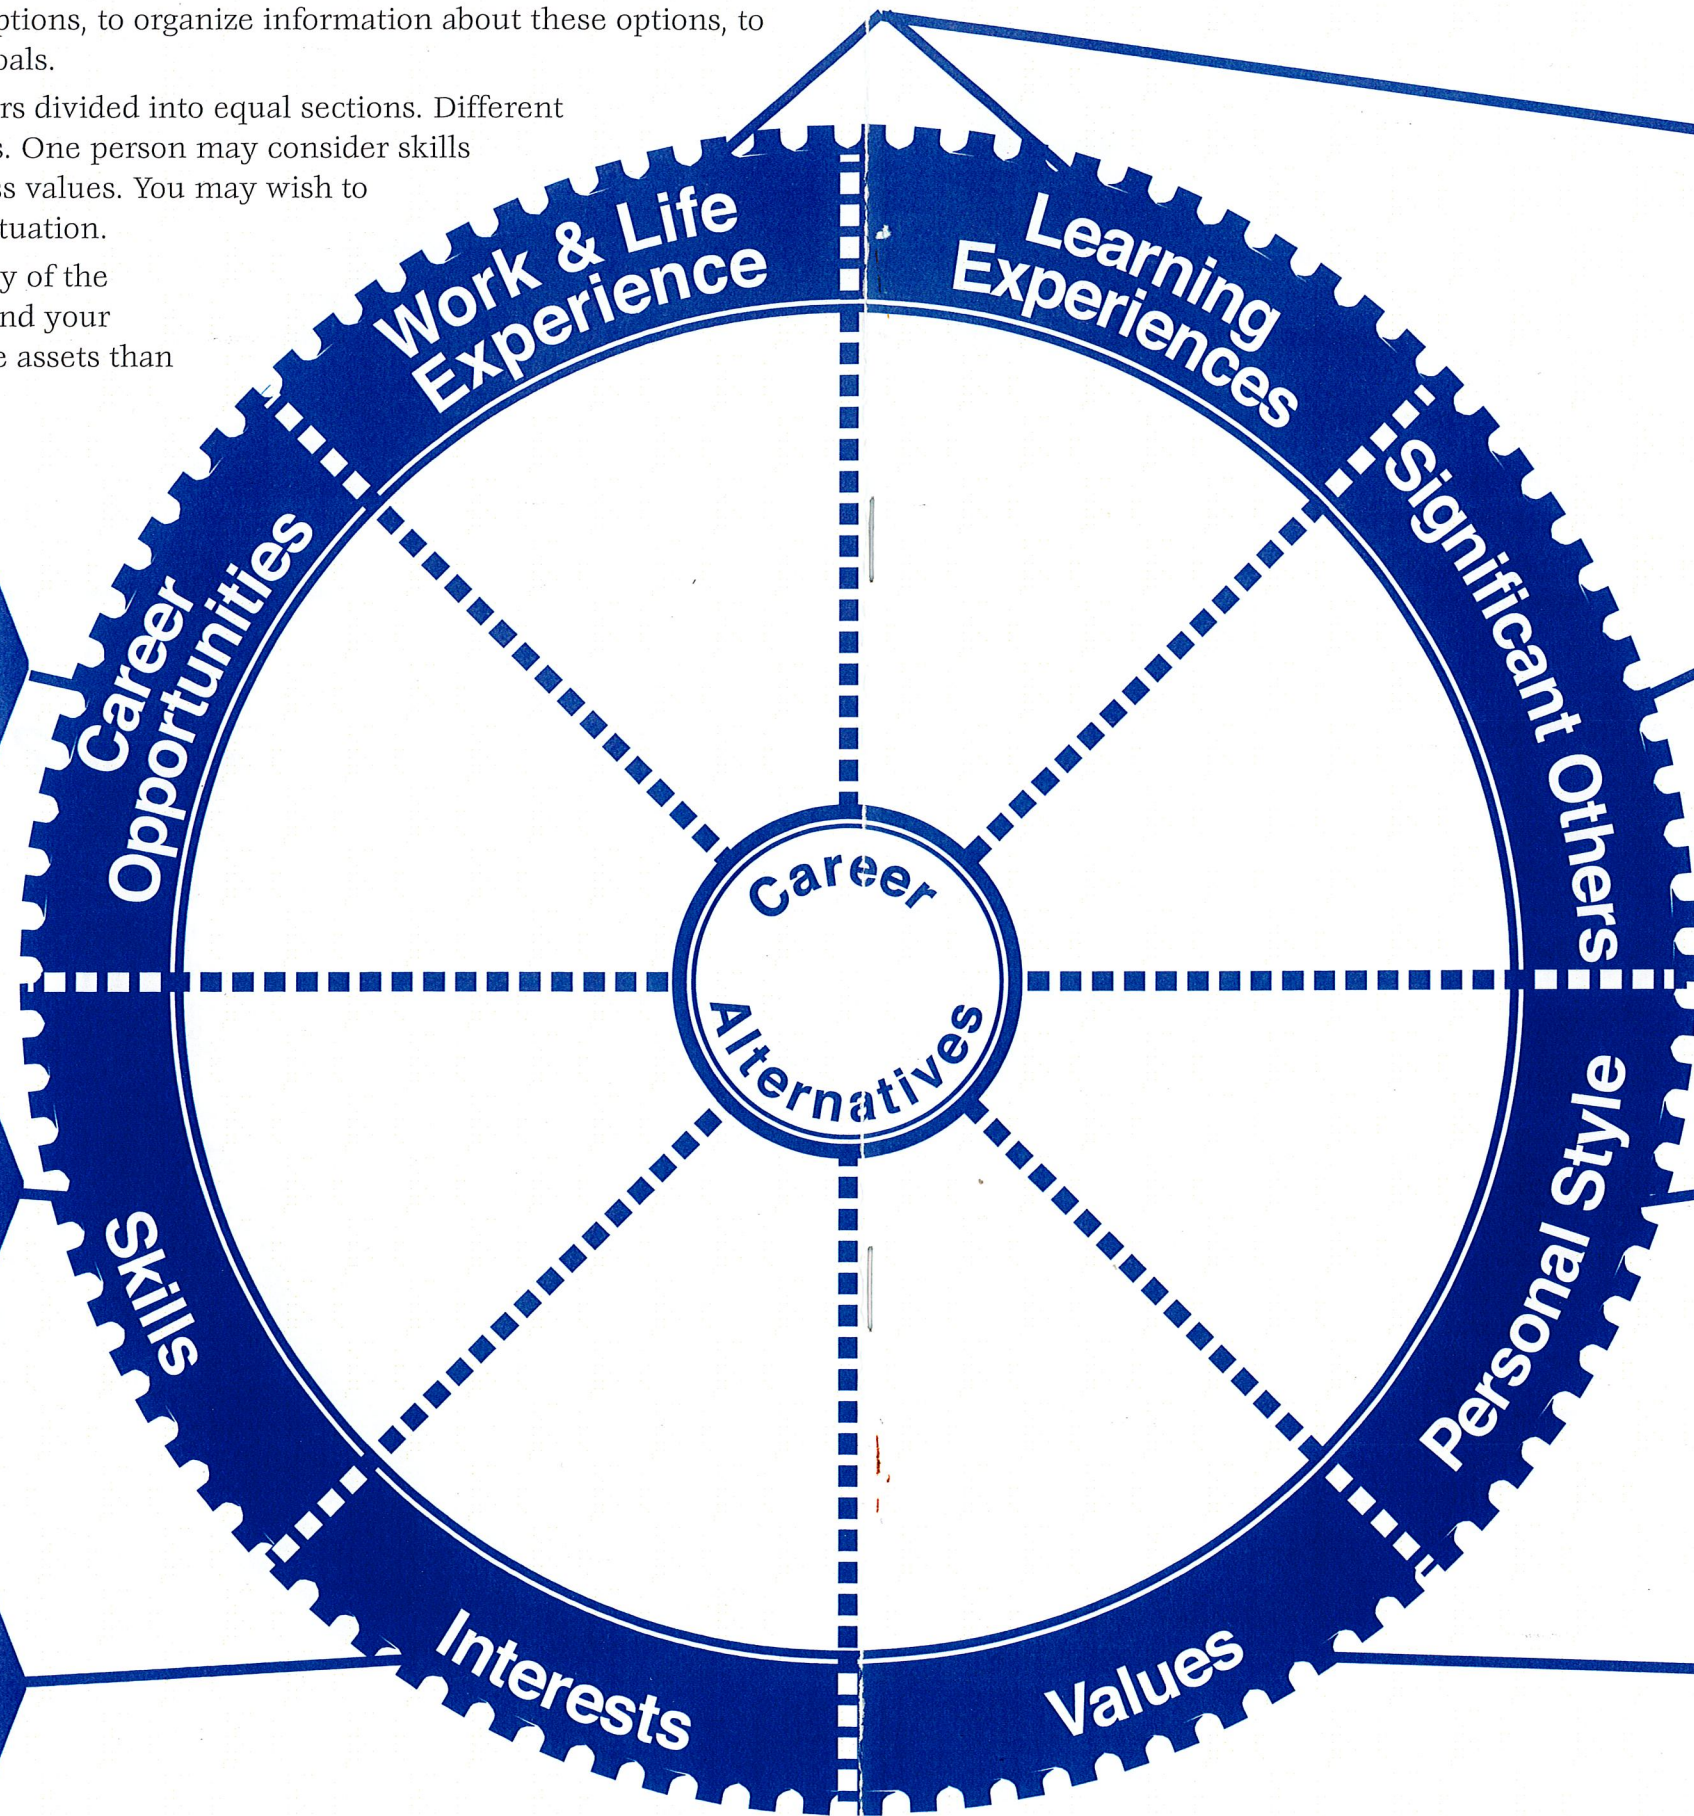 ptions, to organize information about these options, to
oals.
rs divided into equal sections. Different
s. One person may consider skills
ss values. You may wish to
tuation.
y of the
nd your
e assets than
Work & Life
Experience
Learning
Experiences
Significant Others
Personal Style
Values
Interests
Skills
Career
Opportunities
Career
Alternatives